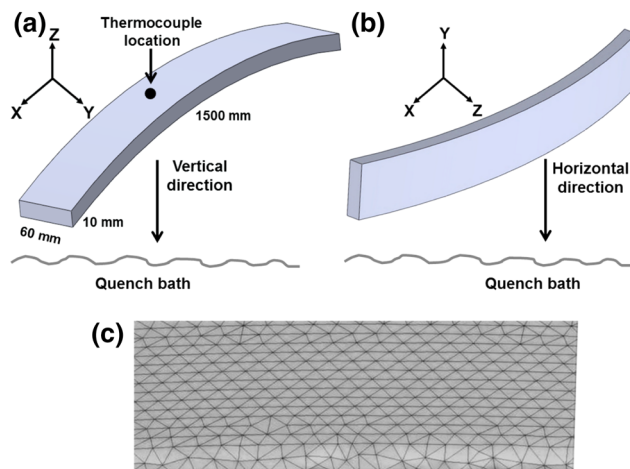 (a)
Thermocouple
location
Z
X
Y
1500 mm
Vertical
direction
10 mm
60 mm
Quench bath
(b)
Y
X
Z
Horizontal
direction
Quench bath
(c)